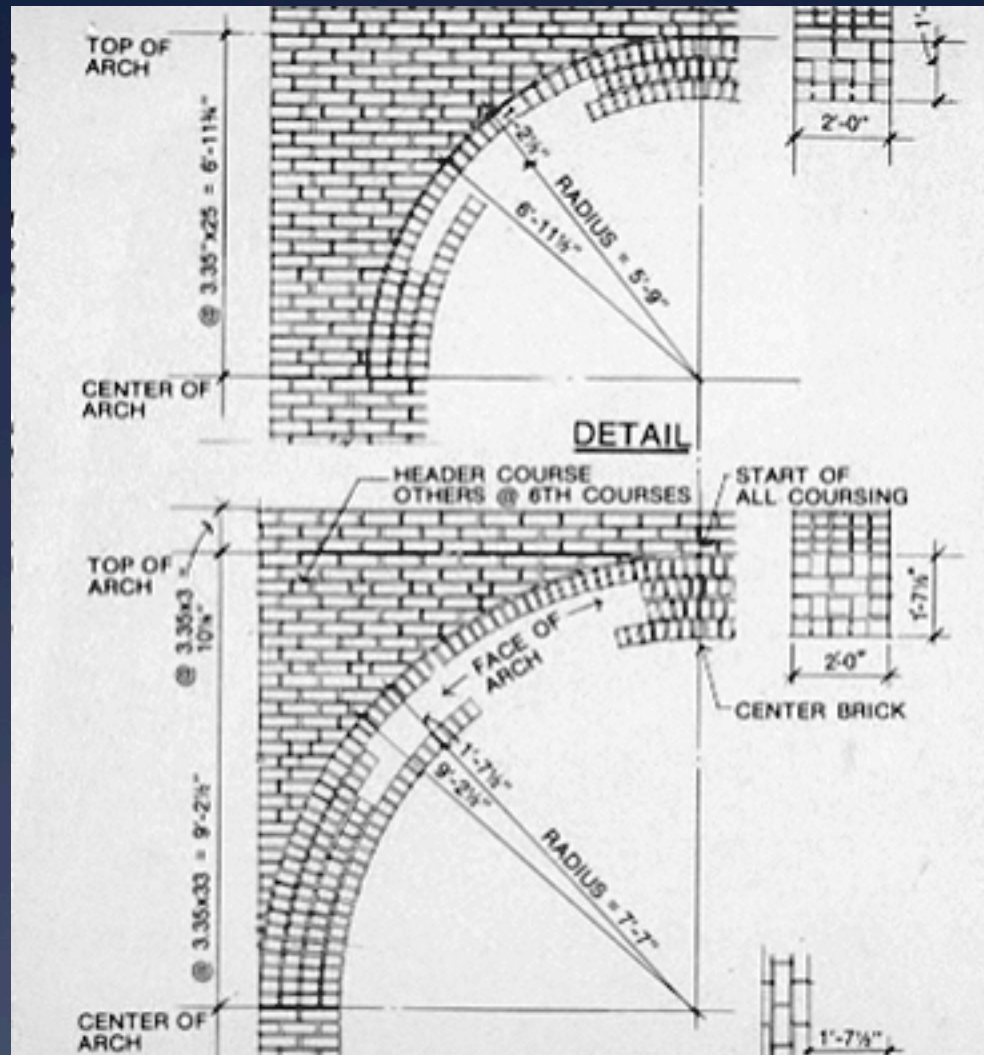 TOP OF
ARCH
@ 3.35"x25 = 6'-11¾"
1'-2½"
RADIUS = 5'-9"
6'-11½"
2'-0"
CENTER OF
ARCH
DETAIL
HEADER COURSE
OTHERS @ 6TH COURSES
START OF
ALL COURSING
TOP OF
ARCH
@ 3.35x3 =
10⅛"
FACE OF
ARCH
1'-7½"
2'-0"
CENTER BRICK
1'-7½"
9'-2½"
RADIUS = 7'-7"
@ 3.35x33 = 9'-2½"
CENTER OF
ARCH
1'-7½"